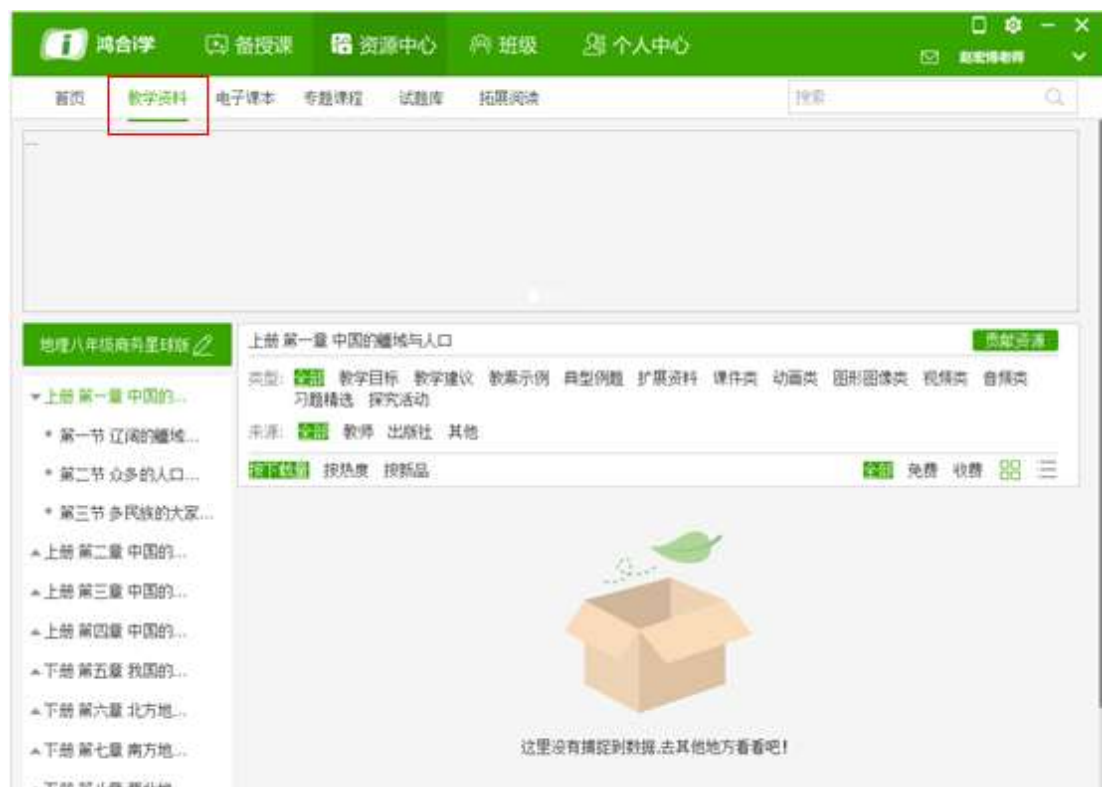 鸿合i学 备授课 资源中心 班级 个人中心
赵宏博老师
首页 教学资料 电子课本 专题课程 试题库 拓展阅读 搜索
地理八年级商务星球版
上册 第一章 中国的疆域与人口 贡献资源
类型: 全部 教学目标 教学建议 教案示例 典型例题 扩展资料 课件类 动画类 图形图像类 视频类 音频类
习题精选 探究活动
来源: 全部 教师 出版社 其他
按下载量 按热度 按新品 全部 免费 收费
上册 第一章 中国的...
第一节 辽阔的疆域...
第二节 众多的人口...
第三节 多民族的大家...
上册 第二章 中国的...
上册 第三章 中国的...
上册 第四章 中国的...
下册 第五章 我国的...
下册 第六章 北方地...
下册 第七章 南方地...
这里没有捕捉到数据,去其他地方看看吧!